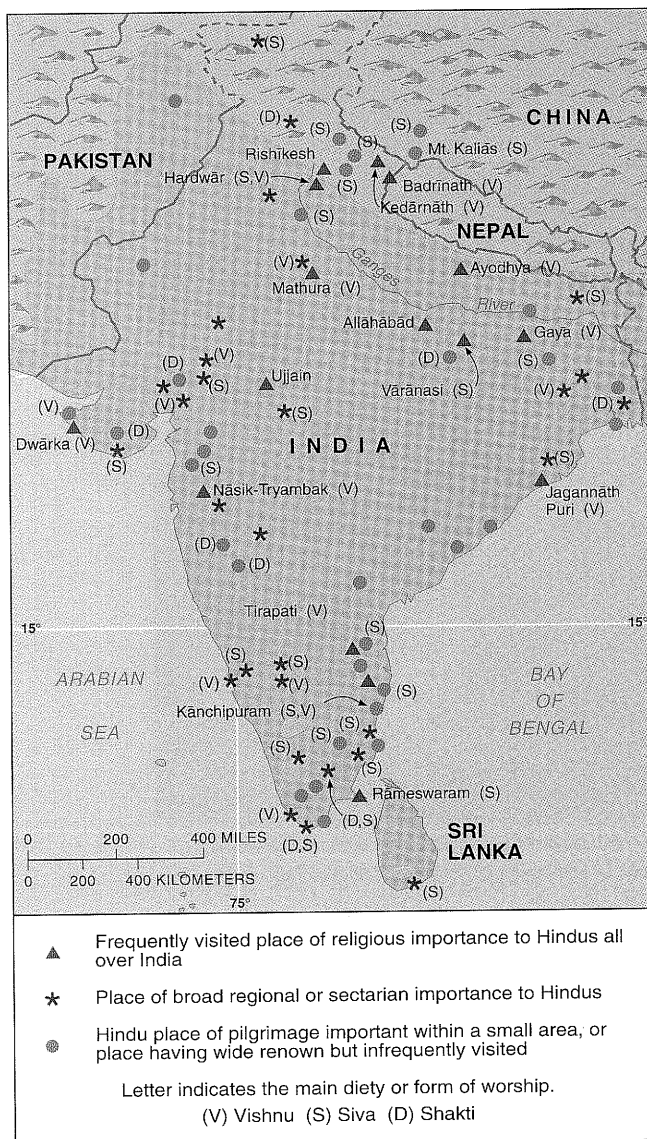 (S)
CHINA
(D)
(S)
(S)
PAKISTAN
Rishīkesh
Mt. Kalias (S)
Hardwār (S,V)
(S)
Badrīnath (V)
Kedārnāth (V)
(S)
NEPAL
Ganges
(V)
Ayodhya (V)
Mathura (V)
River
(S)
Allāhābād
Gaya (V)
(V)
(D)
(D)
(S)
(S)
Ujjain
Vārānasi (S)
(V)
(D)
(V)
(V)
(S)
(D)
INDIA
Dwārka (V)
(S)
(S)
(S)
Nāsik-Tryambak (V)
Jagannāth
Puri (V)
(D)
(D)
Tirapati (V)
15°
15°
(S)
(S)
(S)
ARABIAN
SEA
BAY
OF
BENGAL
(V)
(V)
(S)
Kānchipuram (S,V)
(S)
(S)
(S)
(S)
Rāmeswaram (S)
(V)
(D,S)
(D,S)
SRI
LANKA
0 200 400 MILES
0 200 400 KILOMETERS
75°
(S)
Frequently visited place of religious importance to Hindus all
over India
Place of broad regional or sectarian importance to Hindus
Hindu place of pilgrimage important within a small area, or
place having wide renown but infrequently visited
Letter indicates the main diety or form of worship.
(V) Vishnu (S) Siva (D) Shakti